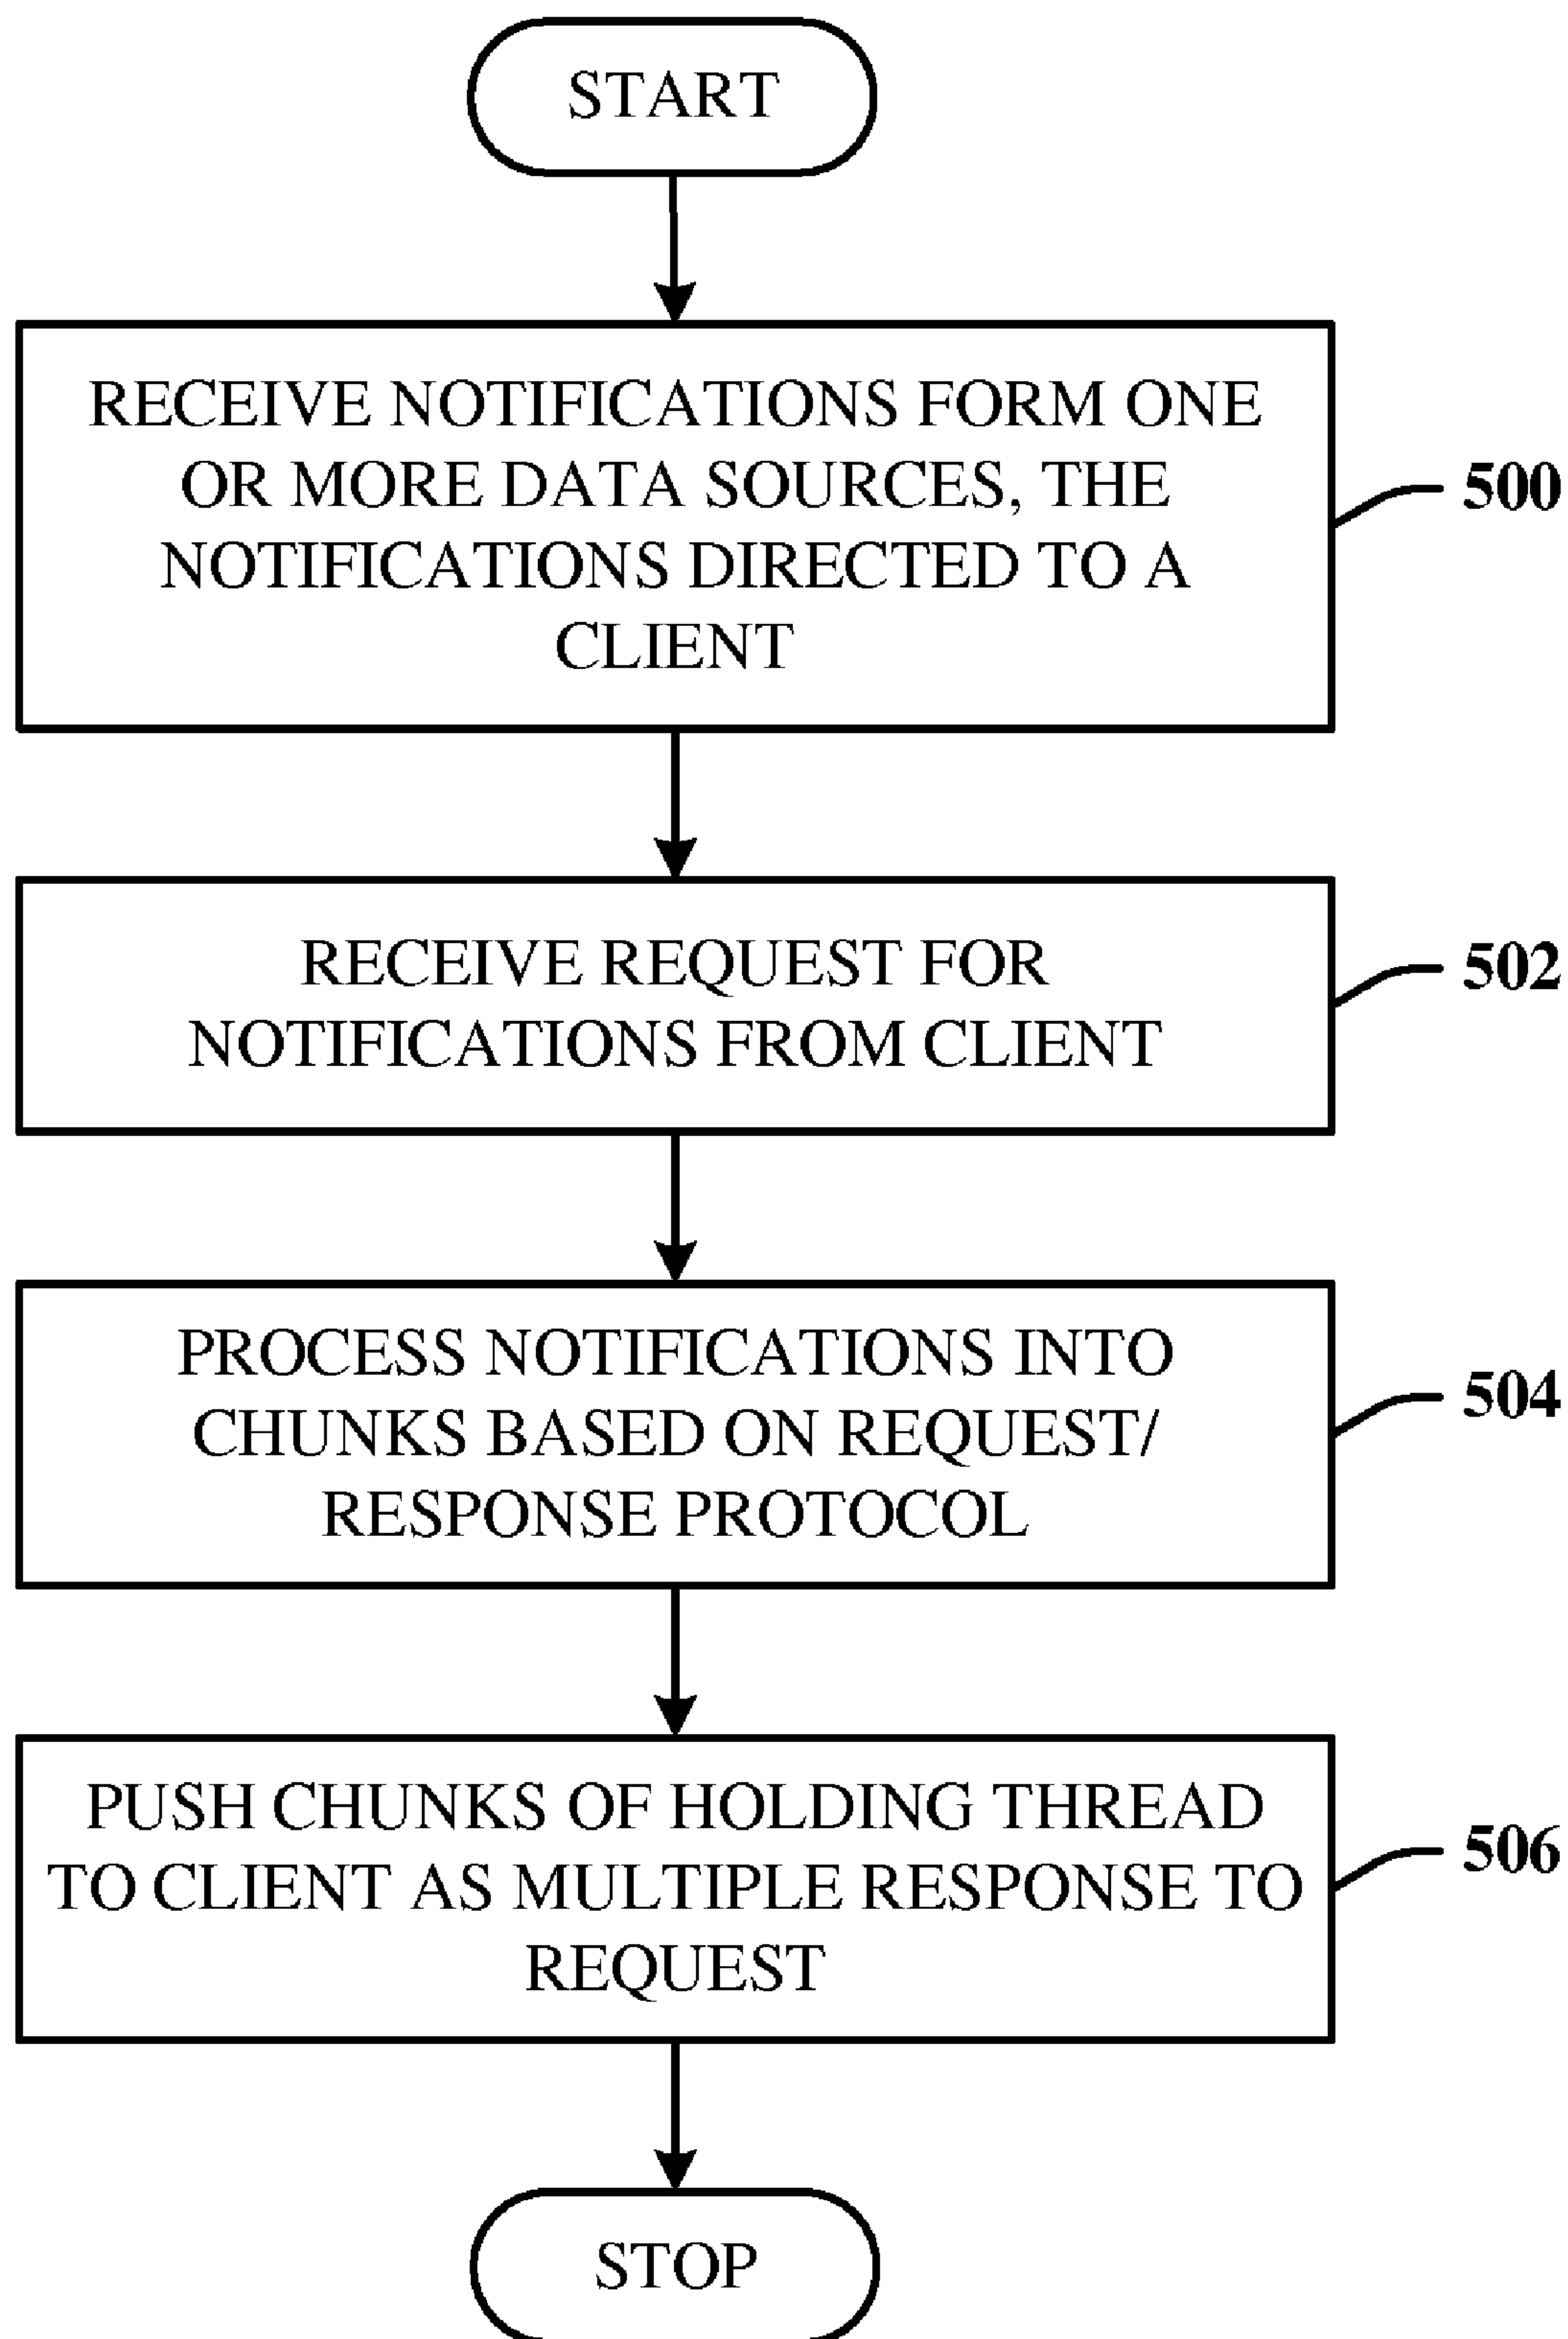 START
RECEIVE NOTIFICATIONS FORM ONE
OR MORE DATA SOURCES, THE
NOTIFICATIONS DIRECTED TO A
CLIENT
500
RECEIVE REQUEST FOR
NOTIFICATIONS FROM CLIENT
502
PROCESS NOTIFICATIONS INTO
CHUNKS BASED ON REQUEST/
RESPONSE PROTOCOL
504
PUSH CHUNKS OF HOLDING THREAD
TO CLIENT AS MULTIPLE RESPONSE TO
REQUEST
506
STOP